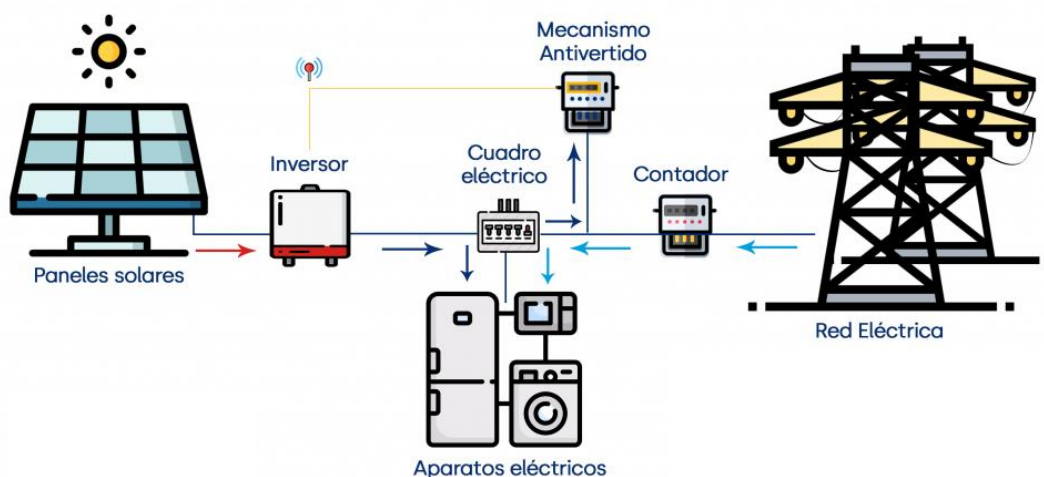 Mecanismo
Antivertido
Inversor
Cuadro
eléctrico
Contador
Paneles solares
Red Eléctrica
Aparatos eléctricos